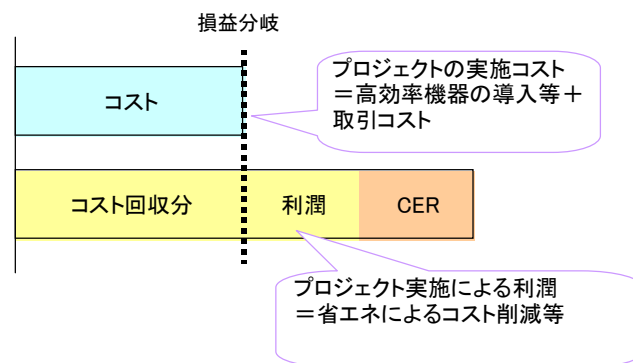 損益分岐
プロジェクトの実施コスト
＝高効率機器の導入等＋
取引コスト
コスト
コスト回収分
利潤
CER
プロジェクト実施による利潤
＝省エネによるコスト削減等